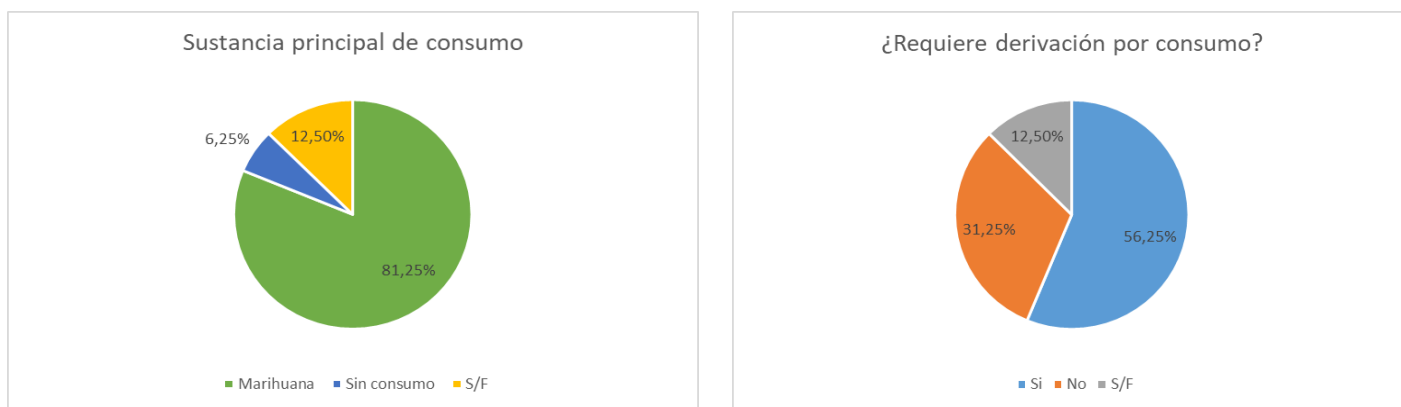 Sustancia principal de consumo
12,50%
6,25%
81,25%
Marihuana Sin consumo S/F
¿Requiere derivación por consumo?
12,50%
31,25%
56,25%
Si No S/F